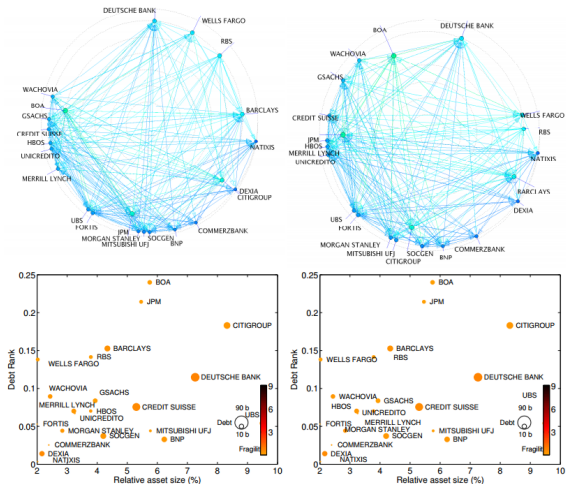 DEUTSCHE BANK
WELLS FARGO
RBS
WACHOVIA
BOA
GSACHS
BARCLAYS
CREDIT SUISSE
HBOS
UNICREDITO
MERRILL LYNCH
NATIXIS
DEXIA
CITIGROUP
UBS
FORTIS
JPM
MORGAN STANLEY
MITSUBISHI UFJ
SOCGEN
BNP
COMMERZBANK
DEUTSCHE BANK
BOA
WACHOVIA
GSACHS
CREDIT SUISSE
WELLS FARGO
RBS
JPM
HBOS
MERRILL LYNCH
UNICREDITO
NATIXIS
BARCLAYS
DEXIA
UBS
FORTIS
MORGAN STANLEY
MITSUBISHI UFJ
CITIGROUP
SOCGEN
BNP
COMMERZBANK
0.25
0.2
0.15
0.1
0.05
0
Debt Rank
BOA
JPM
CITIGROUP
BARCLAYS
RBS
WELLS FARGO
DEUTSCHE BANK
WACHOVIA
GSACHS
MERRILL LYNCH
HBOS
CREDIT SUISSE
UNICREDITO
FORTIS
MORGAN STANLEY
SOCGEN
MITSUBISHI UFJ
BNP
COMMERZBANK
DEXIA
NATIXIS
90 b
Debt
10 b
UBS
Fragilit
9
6
3
0
2 3 4 5 6 7 8 9 10
Relative asset size (%)
0.25
0.2
0.15
0.1
0.05
0
Debt Rank
BOA
JPM
CITIGROUP
BARCLAYS
RBS
WELLS FARGO
DEUTSCHE BANK
WACHOVIA
GSACHS
HBOS
UNICREDITO
CREDIT SUISSE
MERRILL LYNCH
FORTIS
MORGAN STANLEY
SOCGEN
MITSUBISHI UFJ
BNP
COMMERZBANK
DEXIA
NATIXIS
UBS
90 b
Debt
10 b
Fragilit
9
6
3
0
2 3 4 5 6 7 8 9 10
Relative asset size (%)